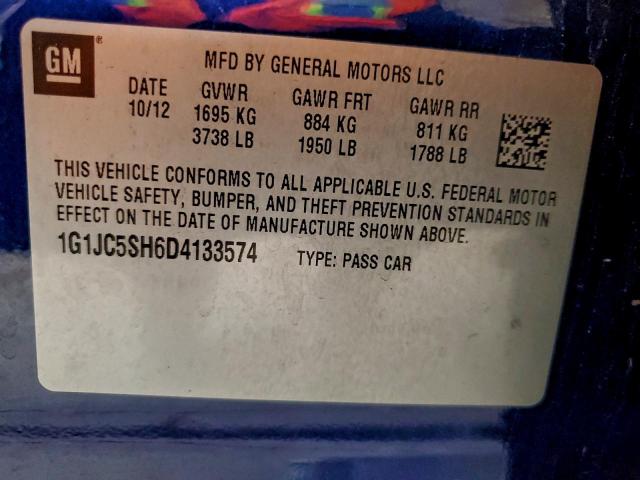 GM ®
MFD BY GENERAL MOTORS LLC
DATE GVWR GAWR FRT GAWR RR
10/12 1695 KG 884 KG 811 KG
3738 LB 1950 LB 1788 LB
THIS VEHICLE CONFORMS TO ALL APPLICABLE U.S. FEDERAL MOTOR
VEHICLE SAFETY, BUMPER, AND THEFT PREVENTION STANDARDS IN
EFFECT ON THE DATE OF MANUFACTURE SHOWN ABOVE.
1G1JC5SH6D4133574 TYPE: PASS CAR